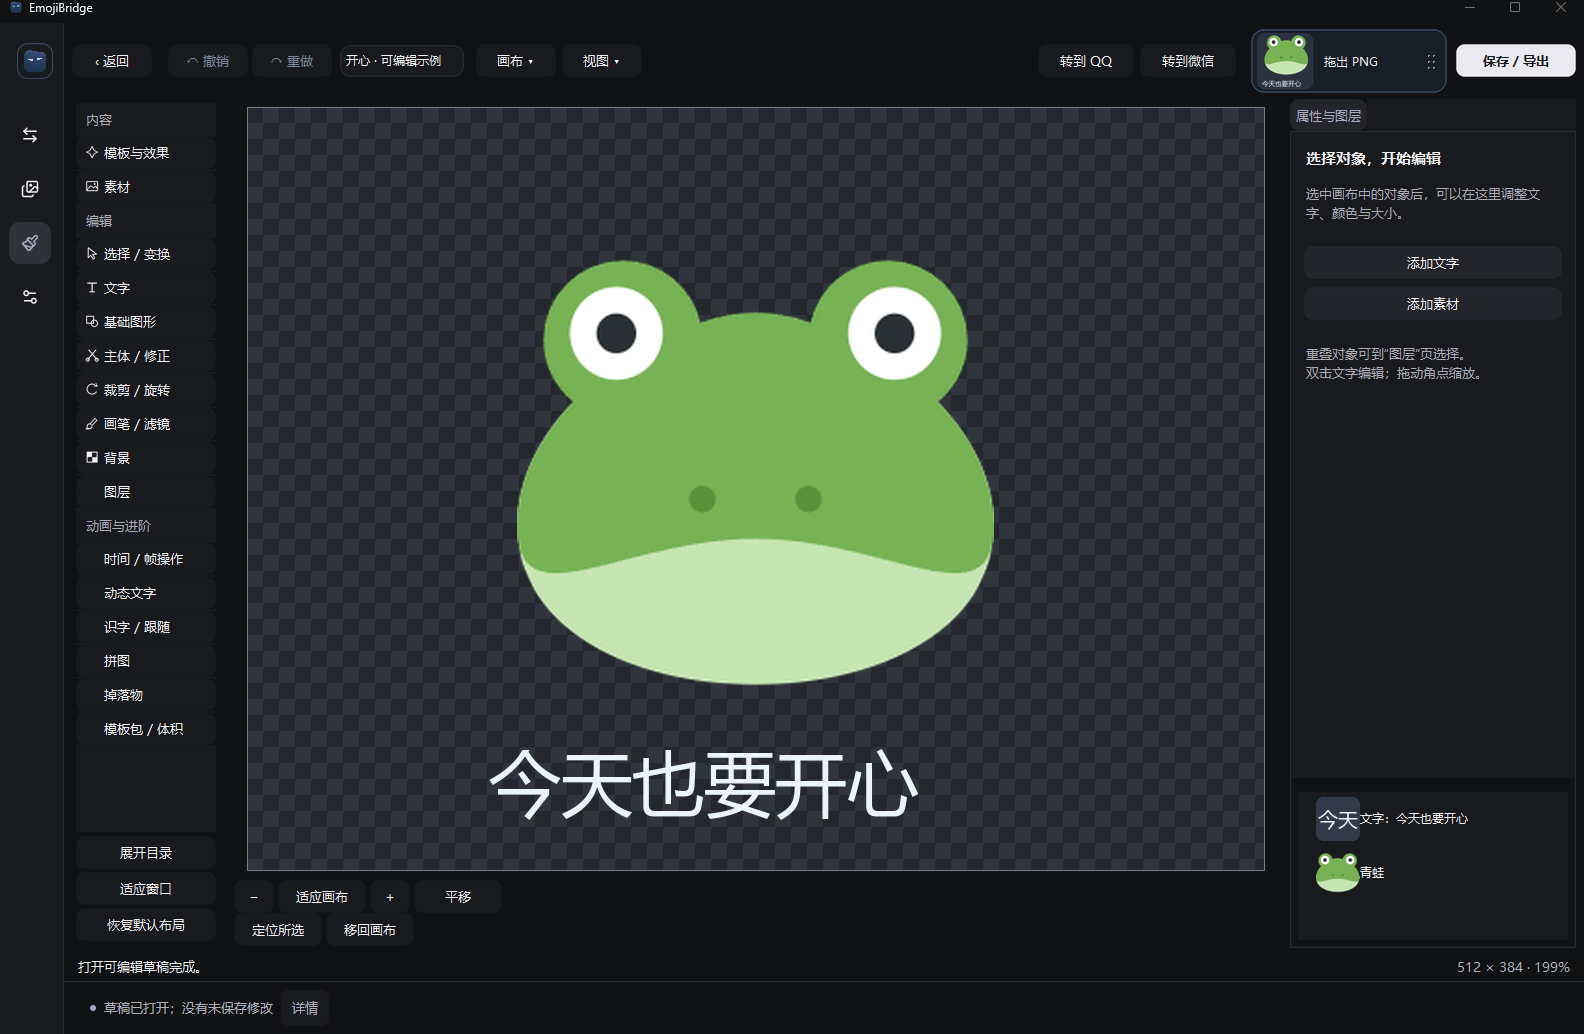 EmojiBridge
‹ 返回
撤销
重做
开心 · 可编辑示例
画布 ▾
视图 ▾
转到 QQ
转到微信
今天也要开心
拖出 PNG
保存 / 导出
内容
模板与效果
素材
编辑
选择 / 变换
文字
基础图形
主体 / 修正
裁剪 / 旋转
画笔 / 滤镜
背景
图层
动画与进阶
时间 / 帧操作
动态文字
识字 / 跟随
拼图
掉落物
模板包 / 体积
展开目录
适应窗口
恢复默认布局
今天也要开心
−
适应画布
+
平移
定位所选
移回画布
属性与图层
选择对象，开始编辑
选中画布中的对象后，可以在这里调整文
字、颜色与大小。
添加文字
添加素材
重叠对象可到“图层”页选择。
双击文字编辑；拖动角点缩放。
今天
文字：今天也要开心
青蛙
打开可编辑草稿完成。
512 × 384 · 199%
草稿已打开；没有未保存修改
详情